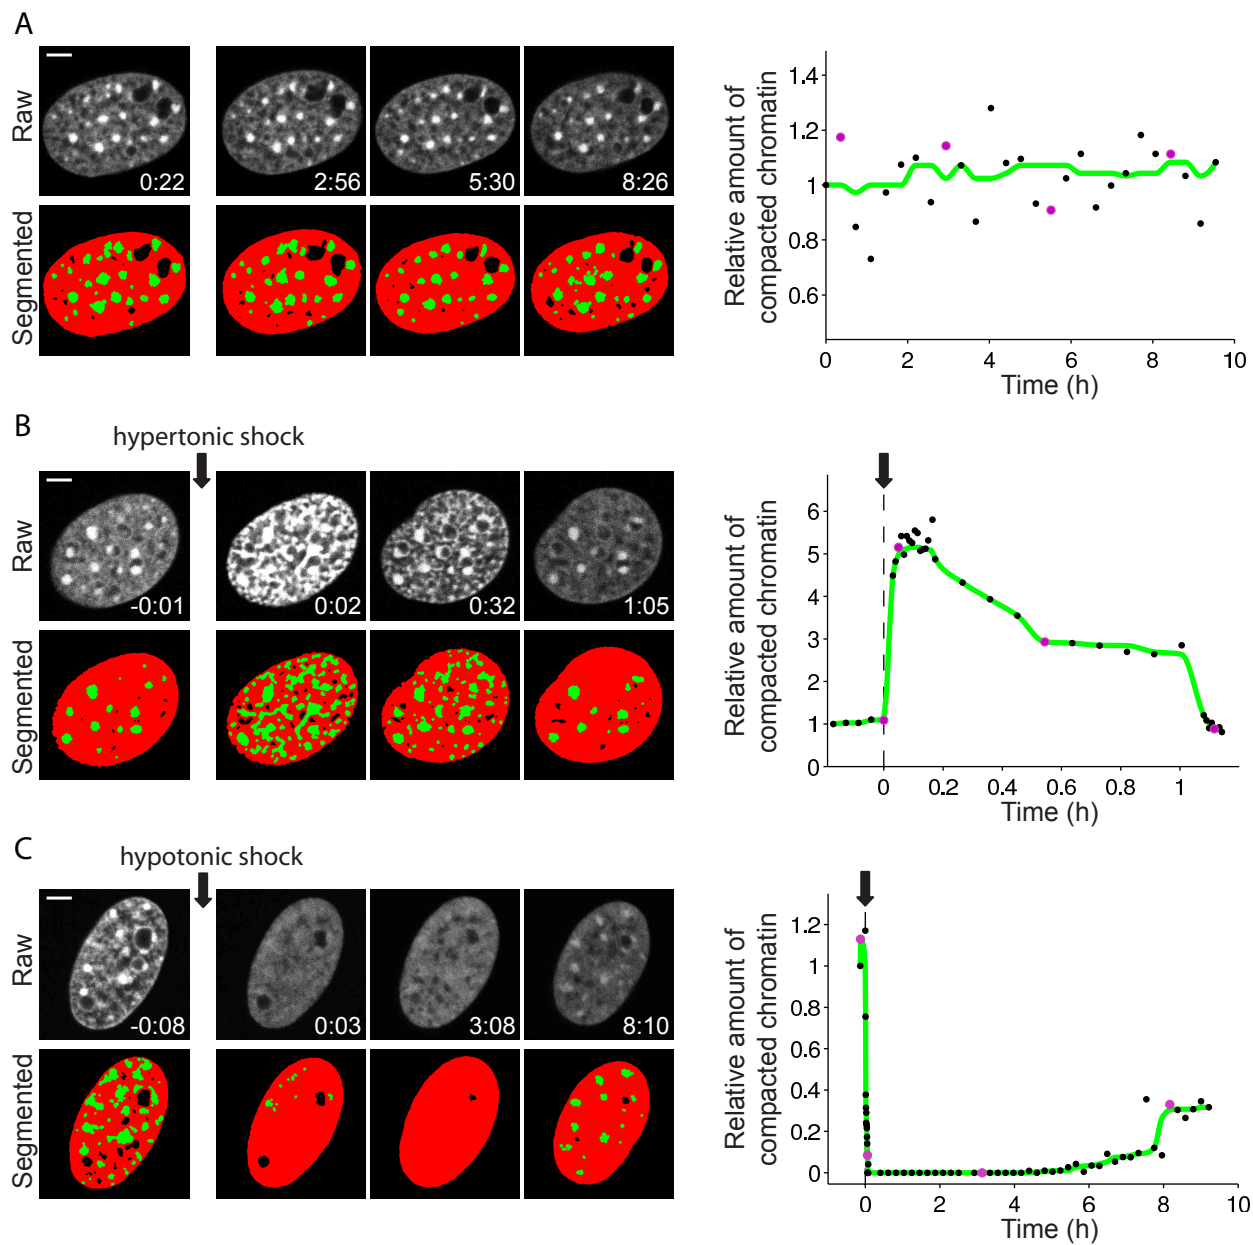 A
Raw
0:22
2:56
5:30
8:26
Segmented
Relative amount of
compacted chromatin
1.4
1.2
1
0.8
0.6
0 2 4 6 8 10
Time (h)
B
hypertonic shock
Raw
-0:01
0:02
0:32
1:05
Segmented
Relative amount of
compacted chromatin
6
5
4
3
2
1
0
0 0.2 0.4 0.6 0.8 1
Time (h)
C
hypotonic shock
Raw
-0:08
0:03
3:08
8:10
Segmented
Relative amount of
compacted chromatin
1.2
1
0.8
0.6
0.4
0.2
0
0 2 4 6 8 10
Time (h)